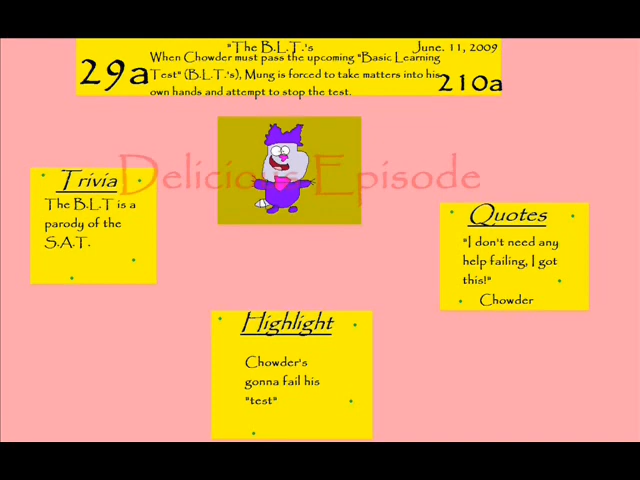 "The B.L.T.'s
June. 11, 2009
29a
When Chowder must pass the upcoming "Basic Learning
Test" (B.L.T.'s), Mung is forced to take matters into his
own hands and attempt to stop the test.
210a
Delicious Episode
Trivia
The B.L.T is a
parody of the
S.A.T.
Quotes
"I don't need any
help failing, I got
this!"
Chowder
Highlight
Chowder's
gonna fail his
"test"